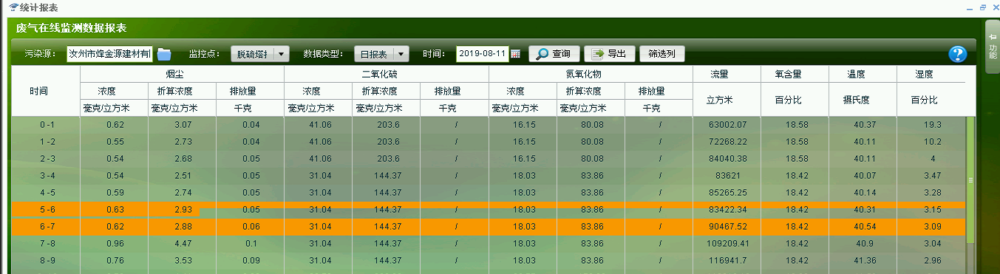 统计报表
废气在线监测数据报表
污染源： 汝州市烽金源建材有 监控点： 脱硫塔排 数据类型： 日报表 时间： 2019-08-11 查询 导出 筛选列
功能
烟尘 二氧化硫 氮氧化物 流量 氧含量 温度 湿度
时间 浓度 折算浓度 排放量 浓度 折算浓度 排放量 浓度 折算浓度 排放量 立方米 百分比 摄氏度 百分比
毫克/立方米 毫克/立方米 千克 毫克/立方米 毫克/立方米 千克 毫克/立方米 毫克/立方米 千克
0 -1 0.62 3.07 0.04 41.06 203.6 / 16.15 80.08 / 63002.07 18.58 40.37 19.3
1 -2 0.55 2.73 0.04 41.06 203.6 / 16.15 80.08 / 72268.22 18.58 40.11 10.2
2 -3 0.54 2.68 0.05 41.06 203.6 / 16.15 80.08 / 84040.38 18.58 40.11 4
3 -4 0.54 2.51 0.05 31.04 144.37 / 18.03 83.86 / 83621 18.42 40.07 3.47
4 -5 0.59 2.74 0.05 31.04 144.37 / 18.03 83.86 / 85265.25 18.42 40.14 3.28
5 -6 0.63 2.93 0.05 31.04 144.37 / 18.03 83.86 / 83422.34 18.42 40.31 3.15
6 -7 0.62 2.88 0.06 31.04 144.37 / 18.03 83.86 / 90467.52 18.42 40.54 3.09
7 -8 0.96 4.47 0.1 31.04 144.37 / 18.03 83.86 / 109209.41 18.42 40.9 3.04
8 -9 0.76 3.53 0.09 31.04 144.37 / 18.03 83.86 / 116941.7 18.42 41.36 2.96